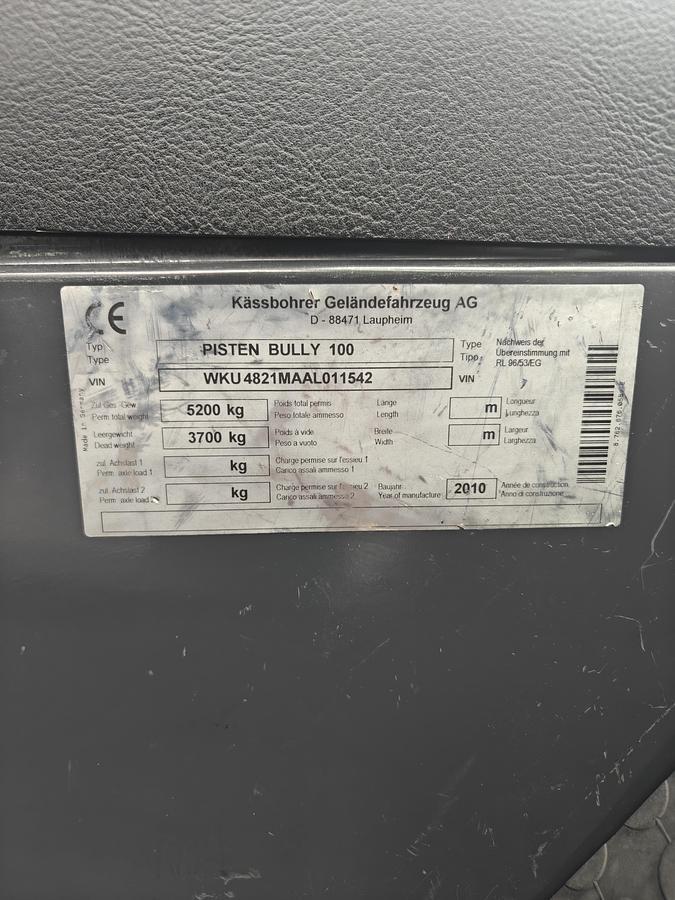 CE
Kässbohrer Geländefahrzeug AG
D - 88471 Laupheim
Typ
Type
PISTEN BULLY 100
Type
Tipo
Nachweis der
Übereinstimmung mit
RL 96/53/EG
VIN
WKU4821MAAL011542
VIN
Made in Germany
Zul Ges.-Gew
Perm total weight
5200 kg
Poids total permis
Peso totale ammesso
Länge
Length
m
Longueur
Lunghezza
Leergewicht
Dead weight
3700 kg
Poids à vide
Peso a vuoto
Breite
Width
m
Largeur
Larghezza
zul. Achslast 1
Perm. axle load 1
kg
Charge permise sur l'essieu 1
Carico assali ammesso 1
zul. Achslast 2
Perm. axle load 2
kg
Charge permise sur l'essieu 2
Carico assali ammesso 2
Baujahr
Year of manufacture
2010
Année de construction
Anno di construzione